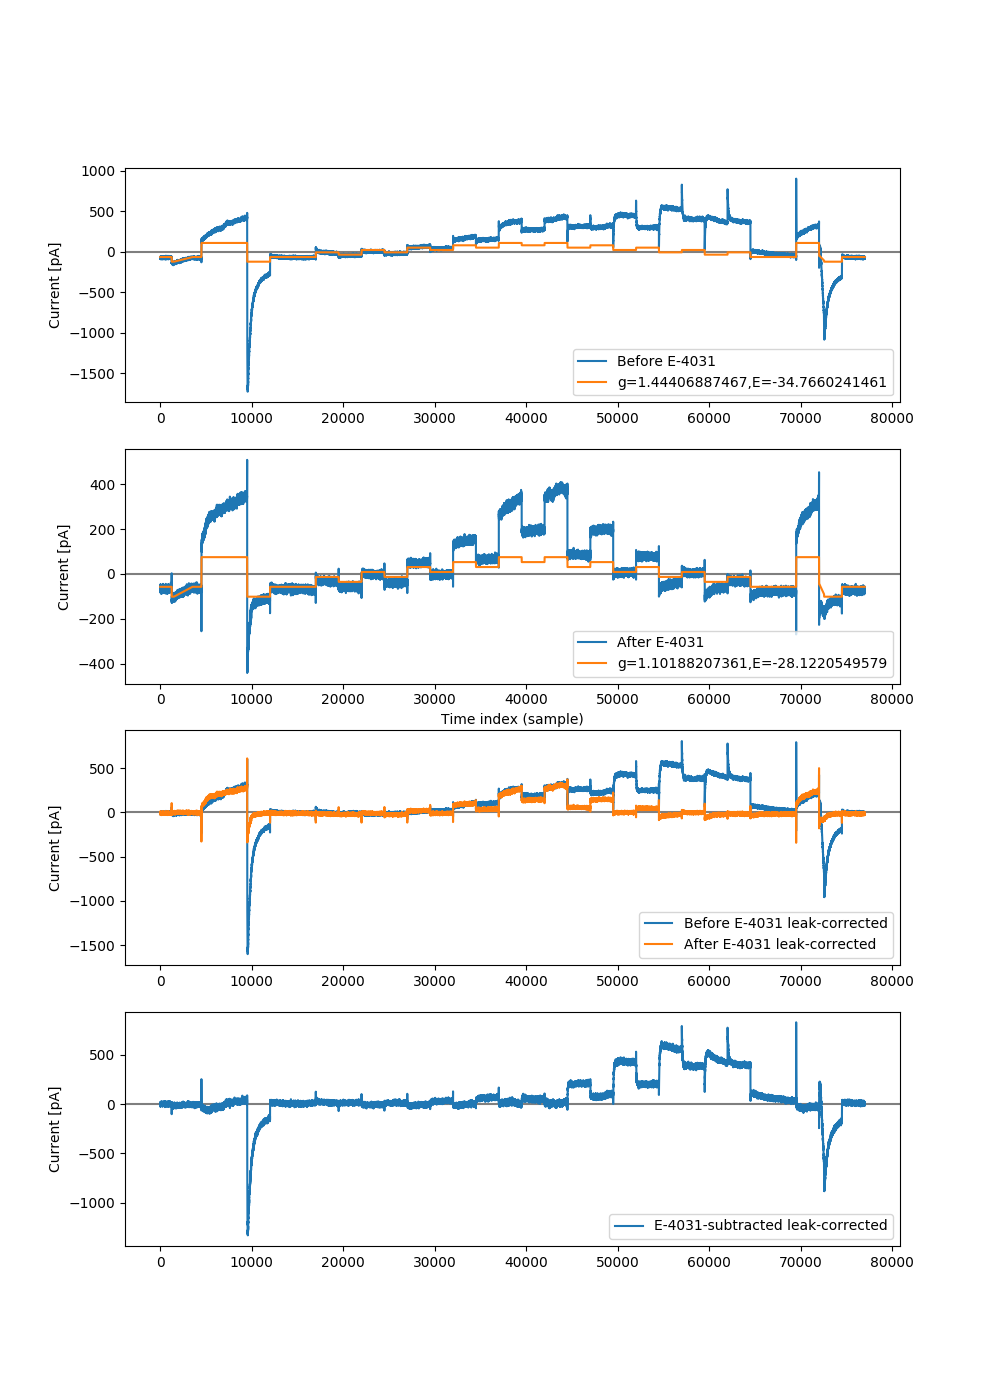 1000
500
0
−500
−1000
−1500
Current [pA]
Before E-4031
g=1.44406887467,E=-34.7660241461
0 10000 20000 30000 40000 50000 60000 70000 80000
400
200
0
−200
−400
Current [pA]
After E-4031
g=1.10188207361,E=-28.1220549579
0 10000 20000 30000 40000 50000 60000 70000 80000
Time index (sample)
500
0
−500
−1000
−1500
Current [pA]
Before E-4031 leak-corrected
After E-4031 leak-corrected
0 10000 20000 30000 40000 50000 60000 70000 80000
500
0
−500
−1000
Current [pA]
E-4031-subtracted leak-corrected
0 10000 20000 30000 40000 50000 60000 70000 80000